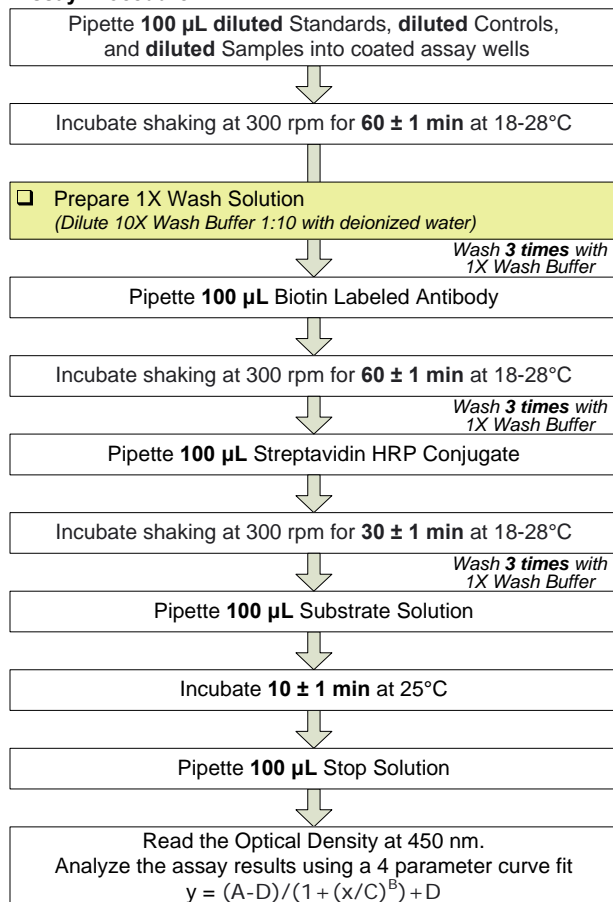 Pipette 100 µL diluted Standards, diluted Controls,
and diluted Samples into coated assay wells
Incubate shaking at 300 rpm for 60 ± 1 min at 18-28°C
❑ Prepare 1X Wash Solution
(Dilute 10X Wash Buffer 1:10 with deionized water)
Wash 3 times with
1X Wash Buffer
Pipette 100 µL Biotin Labeled Antibody
Incubate shaking at 300 rpm for 60 ± 1 min at 18-28°C
Wash 3 times with
1X Wash Buffer
Pipette 100 µL Streptavidin HRP Conjugate
Incubate shaking at 300 rpm for 30 ± 1 min at 18-28°C
Wash 3 times with
1X Wash Buffer
Pipette 100 µL Substrate Solution
Incubate 10 ± 1 min at 25°C
Pipette 100 µL Stop Solution
Read the Optical Density at 450 nm.
Analyze the assay results using a 4 parameter curve fit
y = (A-D)/(1+(x/C)^B)+D